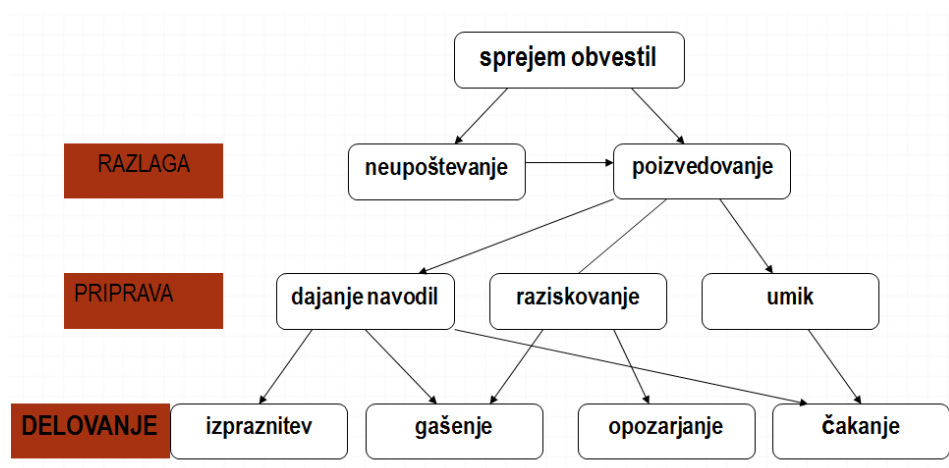 sprejem obvestil
RAZLAGA
neupoštevanje
poizvedovanje
PRIPRAVA
dajanje navodil
raziskovanje
umik
DELOVANJE
izpraznitev
gašenje
opozarjanje
čakanje